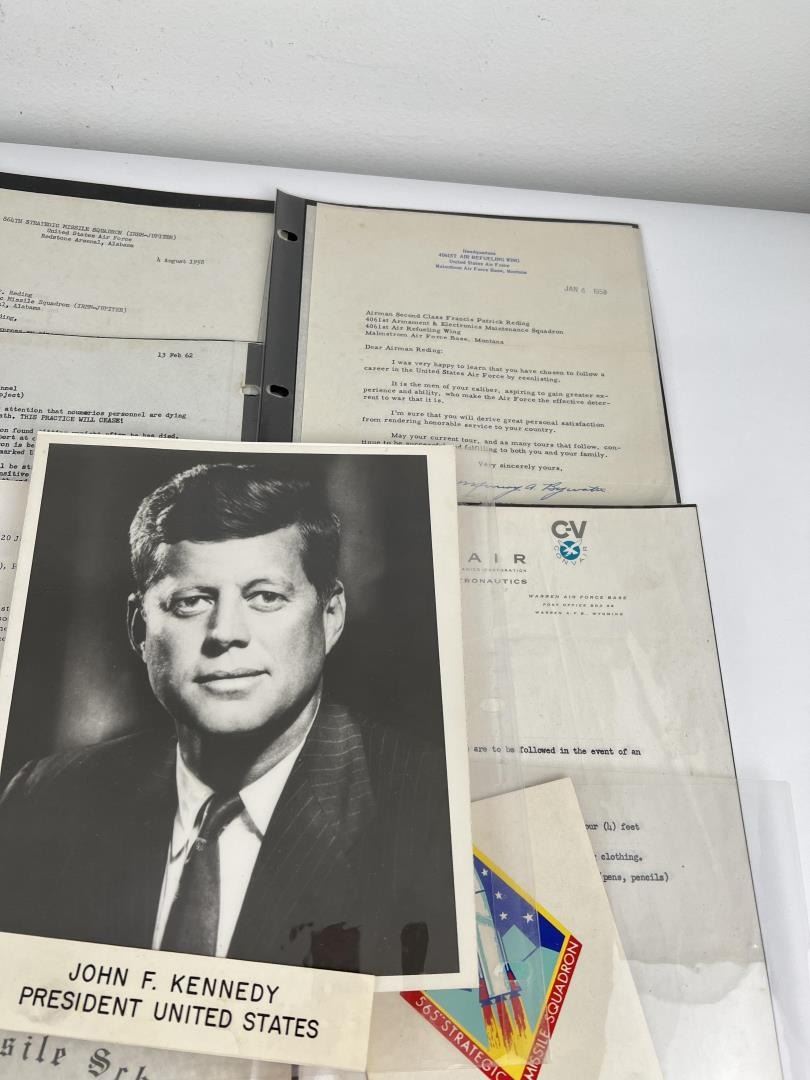 864TH STRATEGIC MISSILE SQUADRON (IRBM-JUPITER)
United States Air Force
Redstone Arsenal, Alabama
4 August 1958
Reding
Missile Squadron (IRBM-JUPITER)
Alabama
13 Feb 62
attention that noumerios personnel are dying
THIS PRACTICE WILL CEASE!
Headquarters
4061ST AIR REFUELING WING
United States Air Force
Malmstrom Air Force Base, Montana
JAN 6 1958
Airman Second Class Francis Patrick Reding
4061st Armament & Electronics Maintenance Squadron
4061st Air Refueling Wing
Malmstrom Air Force Base, Montana
Dear Airman Reding:
I was very happy to learn that you have chosen to follow a
career in the United States Air Force by reenlisting.
It is the men of your caliber, aspiring to gain greater ex-
perience and ability, who make the Air Force the effective deter-
rent to war that it is.
I'm sure that you will derive great personal satisfaction
from rendering honorable service to your country.
May your current tour, and as many tours that follow, con-
tinue to be successful and fulfilling to both you and your family.
Very sincerely yours,
C-V
CONVAIR
AIR
CORPORATION
TRONAUTICS
WARREN AIR FORCE BASE
POST OFFICE BOX
WARREN A.F.B., WYOMING
are to be followed in the event of an
(4) feet
clothing.
pens, pencils)
565TH STRATEGIC
MISSILE SQUADRON
JOHN F. KENNEDY
PRESIDENT UNITED STATES
ssile Sch